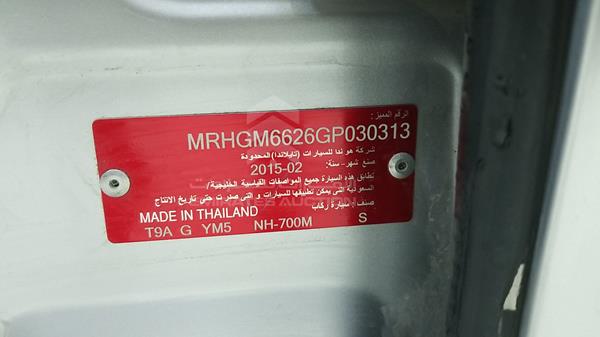 الرقم المميز:
MRHGM6626GP030313
شركة هوندا للسيارات (تايلاندا) المحدودة
صنع شهر-سنة: 02-2015
تطابق هذه السيارة جميع المواصفات القياسية الخليجية/
السعودية التي يمكن تطبيقها للسيارات و التي صدرت حتى تاريخ الانتاج
صنف: سيارة ركاب
MADE IN THAILAND
T9A G YM5 NH-700M S